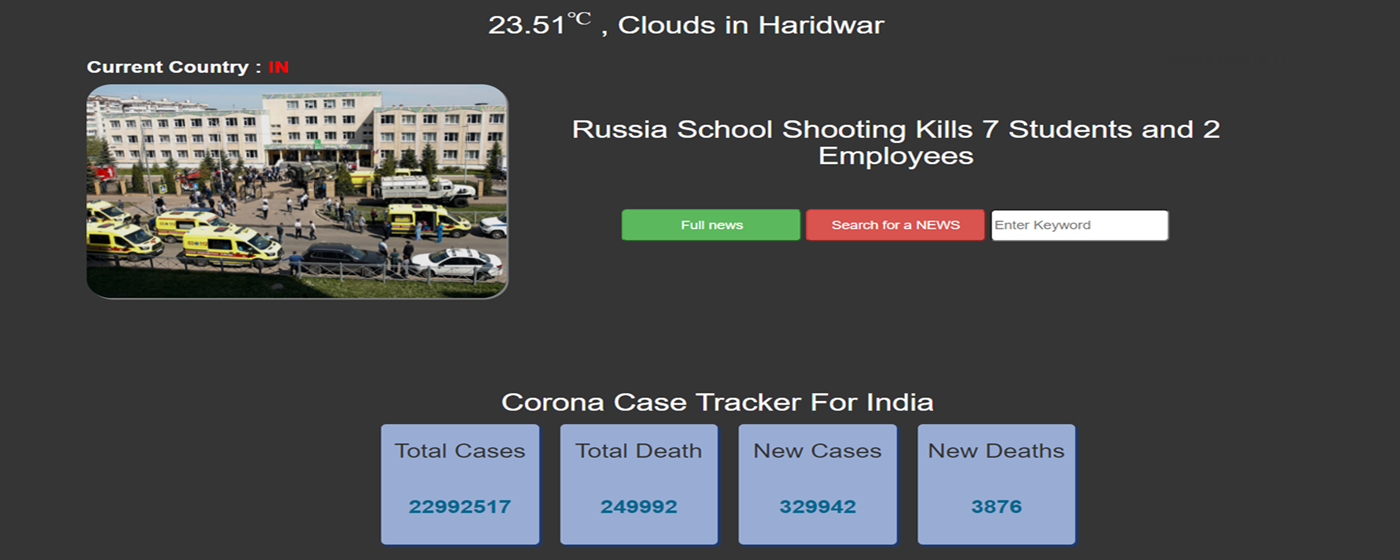 23.51℃ , Clouds in Haridwar
Current Country : IN
Russia School Shooting Kills 7 Students and 2
Employees
Full news
Search for a NEWS
Enter Keyword
Corona Case Tracker For India
Total Cases
22992517
Total Death
249992
New Cases
329942
New Deaths
3876